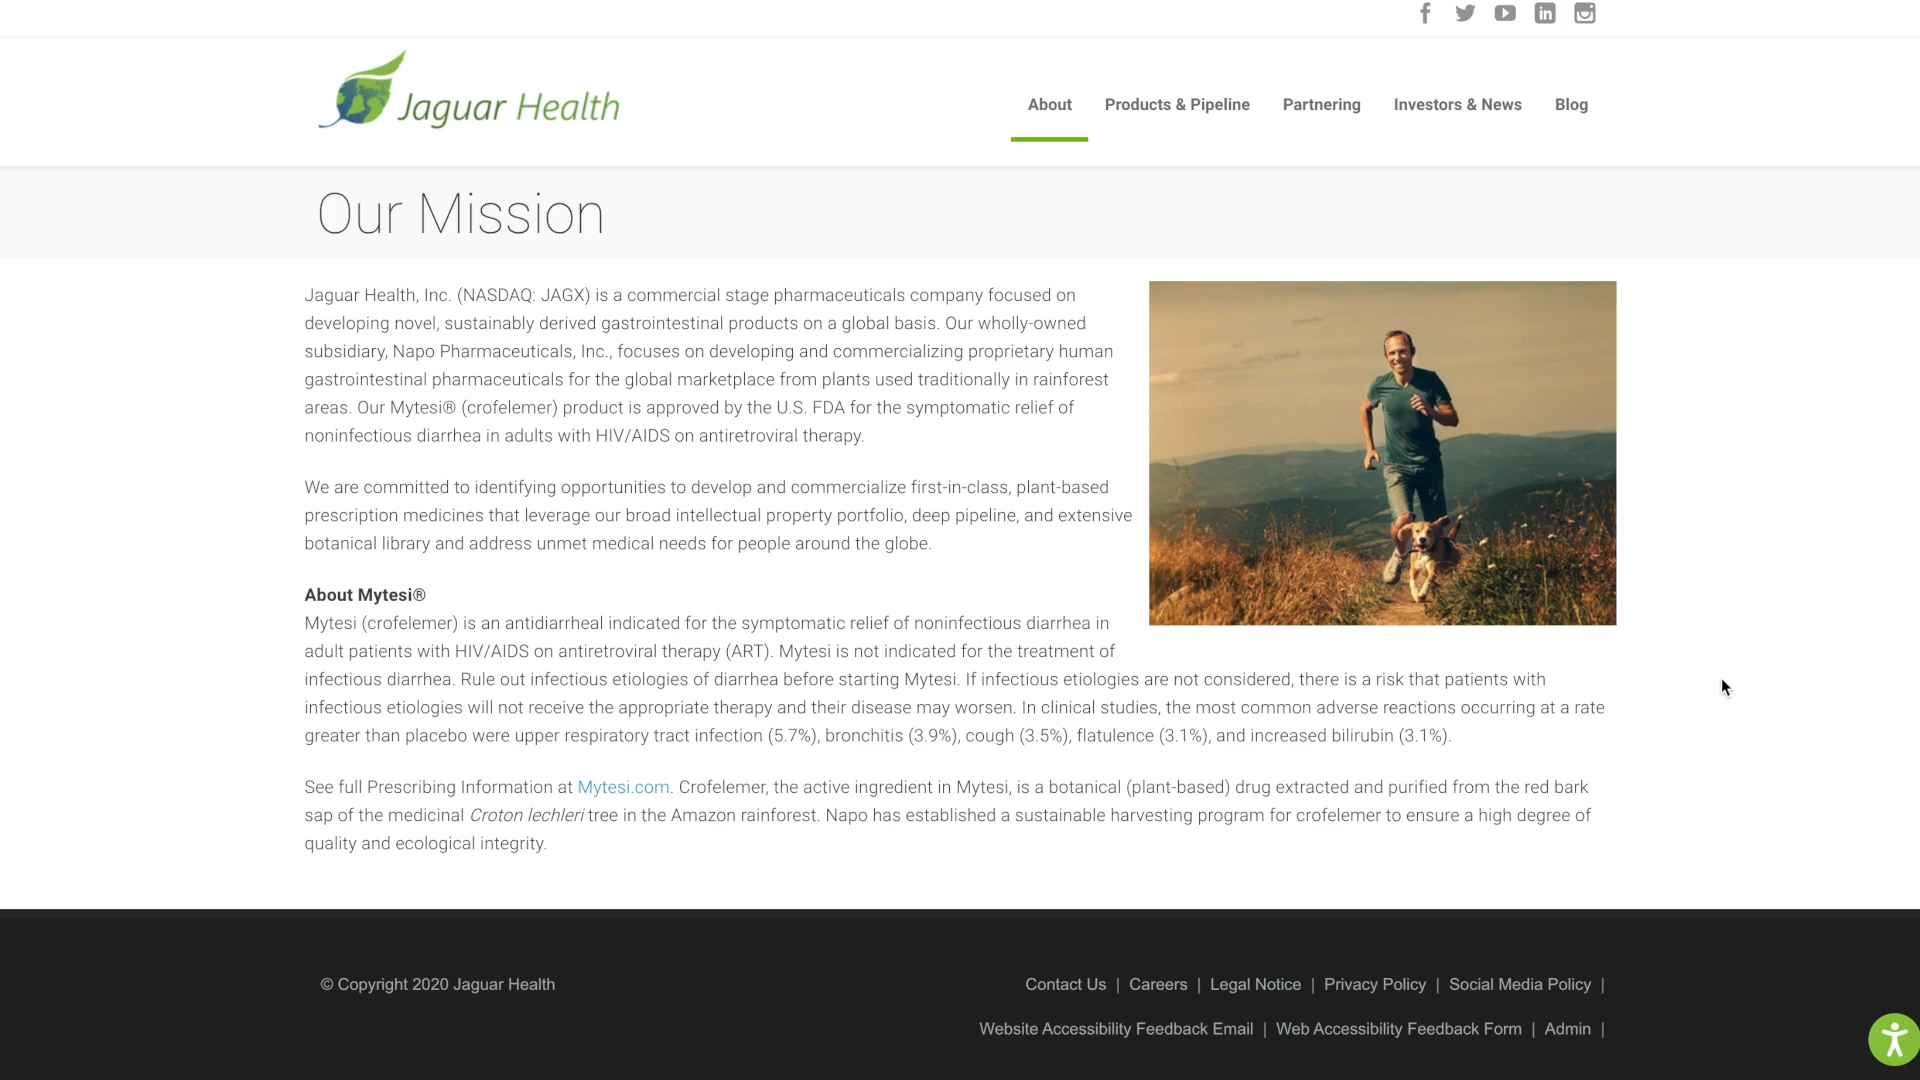 Jaguar Health
About
Products & Pipeline
Partnering
Investors & News
Blog
Our Mission
Jaguar Health, Inc. (NASDAQ: JAGX) is a commercial stage pharmaceuticals company focused on
developing novel, sustainably derived gastrointestinal products on a global basis. Our wholly-owned
subsidiary, Napo Pharmaceuticals, Inc., focuses on developing and commercializing proprietary human
gastrointestinal pharmaceuticals for the global marketplace from plants used traditionally in rainforest
areas. Our Mytesi® (crofelemer) product is approved by the U.S. FDA for the symptomatic relief of
noninfectious diarrhea in adults with HIV/AIDS on antiretroviral therapy.
We are committed to identifying opportunities to develop and commercialize first-in-class, plant-based
prescription medicines that leverage our broad intellectual property portfolio, deep pipeline, and extensive
botanical library and address unmet medical needs for people around the globe.
About Mytesi®
Mytesi (crofelemer) is an antidiarrheal indicated for the symptomatic relief of noninfectious diarrhea in
adult patients with HIV/AIDS on antiretroviral therapy (ART). Mytesi is not indicated for the treatment of
infectious diarrhea. Rule out infectious etiologies of diarrhea before starting Mytesi. If infectious etiologies are not considered, there is a risk that patients with
infectious etiologies will not receive the appropriate therapy and their disease may worsen. In clinical studies, the most common adverse reactions occurring at a rate
greater than placebo were upper respiratory tract infection (5.7%), bronchitis (3.9%), cough (3.5%), flatulence (3.1%), and increased bilirubin (3.1%).
See full Prescribing Information at Mytesi.com. Crofelemer, the active ingredient in Mytesi, is a botanical (plant-based) drug extracted and purified from the red bark
sap of the medicinal Croton lechleri tree in the Amazon rainforest. Napo has established a sustainable harvesting program for crofelemer to ensure a high degree of
quality and ecological integrity.
© Copyright 2020 Jaguar Health
Contact Us | Careers | Legal Notice | Privacy Policy | Social Media Policy |
Website Accessibility Feedback Email | Web Accessibility Feedback Form | Admin |